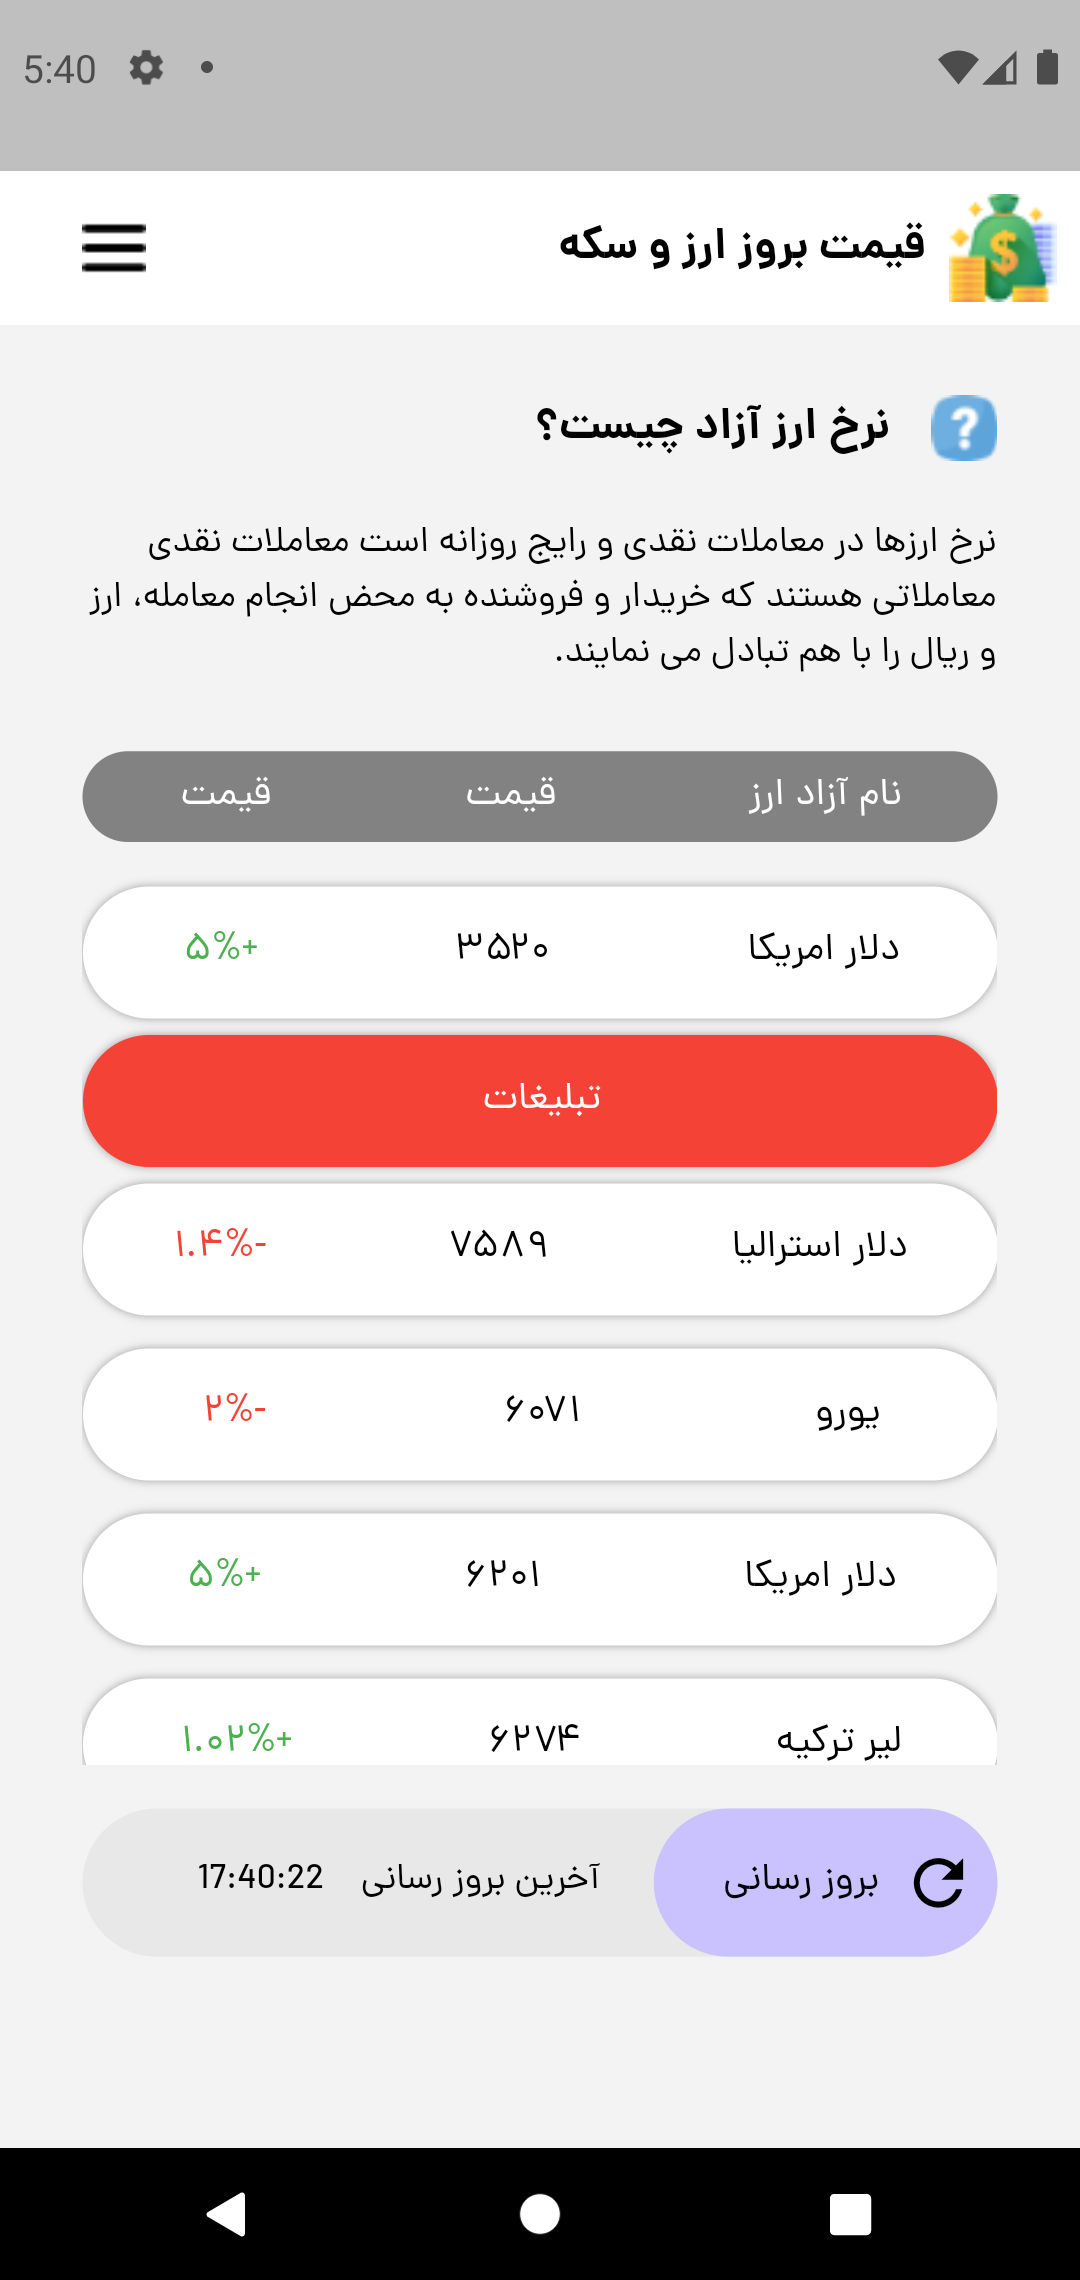 5:40
قیمت بروز ارز و سکه
نرخ ارز آزاد چیست؟
نرخ ارزها در معاملات نقدی و رایج روزانه است معاملات نقدی
معاملاتی هستند که خریدار و فروشنده به محض انجام معامله، ارز
و ریال را با هم تبادل می نمایند.
نام آزاد ارز قیمت قیمت
دلار امریکا ۳۵۲۰ +۵%
تبلیغات
دلار استرالیا ۷۵۸۹ -۱.۴%
یورو ۶۰۷۱ -۲%
دلار امریکا ۶۲۰۱ +۵%
لیر ترکیه ۶۲۷۴ +۱.۰۲%
بروز رسانی آخرین بروز رسانی 17:40:22